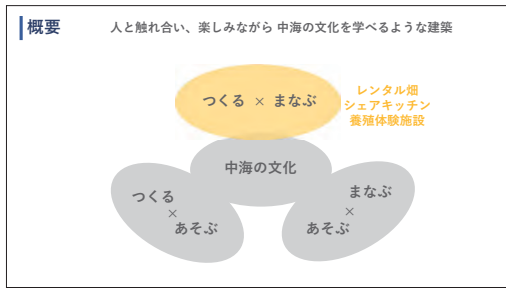 概要
人と触れ合い、楽しみながら 中海の文化を学べるような建築
つくる × まなぶ
レンタル畑
シェアキッチン
養殖体験施設
中海の文化
つくる
×
あそぶ
まなぶ
×
あそぶ